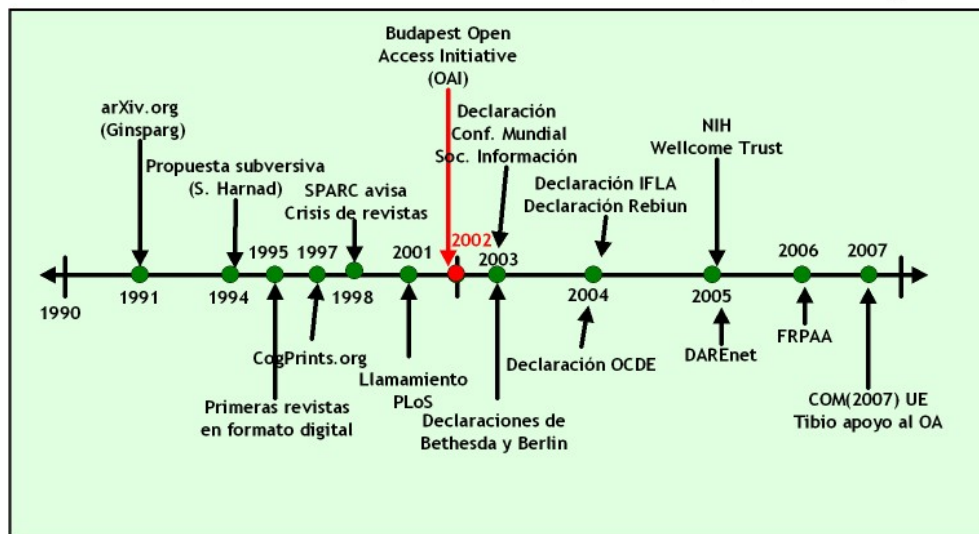 Budapest Open
Access Initiative
(OAI)
arXiv.org
(Ginsparg)
Declaración
Conf. Mundial
Soc. Información
NIH
Wellcome Trust
Propuesta subversiva
(S. Harnad)
SPARC avisa
Crisis de revistas
Declaración IFLA
Declaración Rebiun
1995
1997
2001
2002
2003
2006
2007
1990
1991
1994
1998
2004
2005
CogPrints.org
Llamamiento
PLoS
Declaración OCDE
DAREnet
FRPAA
Primeras revistas
en formato digital
Declaraciones de
Bethesda y Berlin
COM(2007) UE
Tibio apoyo al OA